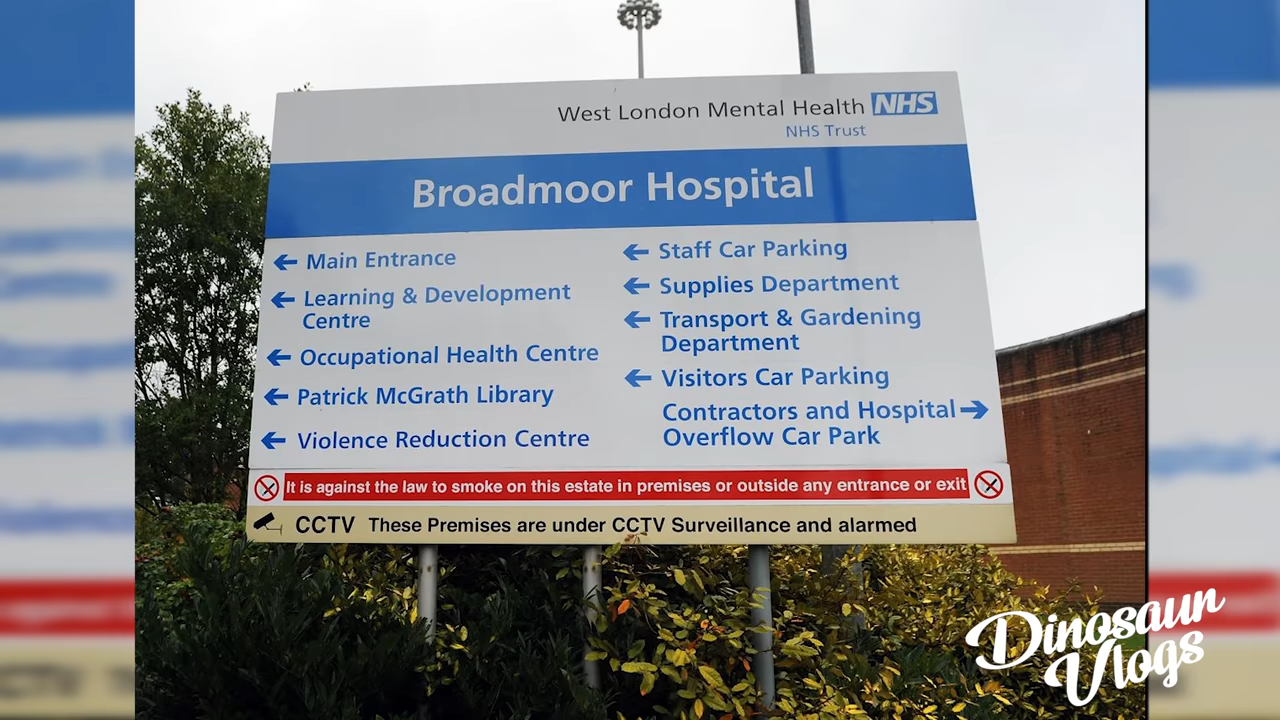 West London Mental Health NHS
NHS Trust
Broadmoor Hospital
Main Entrance
Learning & Development
Centre
Occupational Health Centre
Patrick McGrath Library
Violence Reduction Centre
Staff Car Parking
Supplies Department
Transport & Gardening
Department
Visitors Car Parking
Contractors and Hospital
Overflow Car Park
It is against the law to smoke on this estate in premises or outside any entrance or exit
CCTV These Premises are under CCTV Surveillance and alarmed
Dinosaur
Vlogs